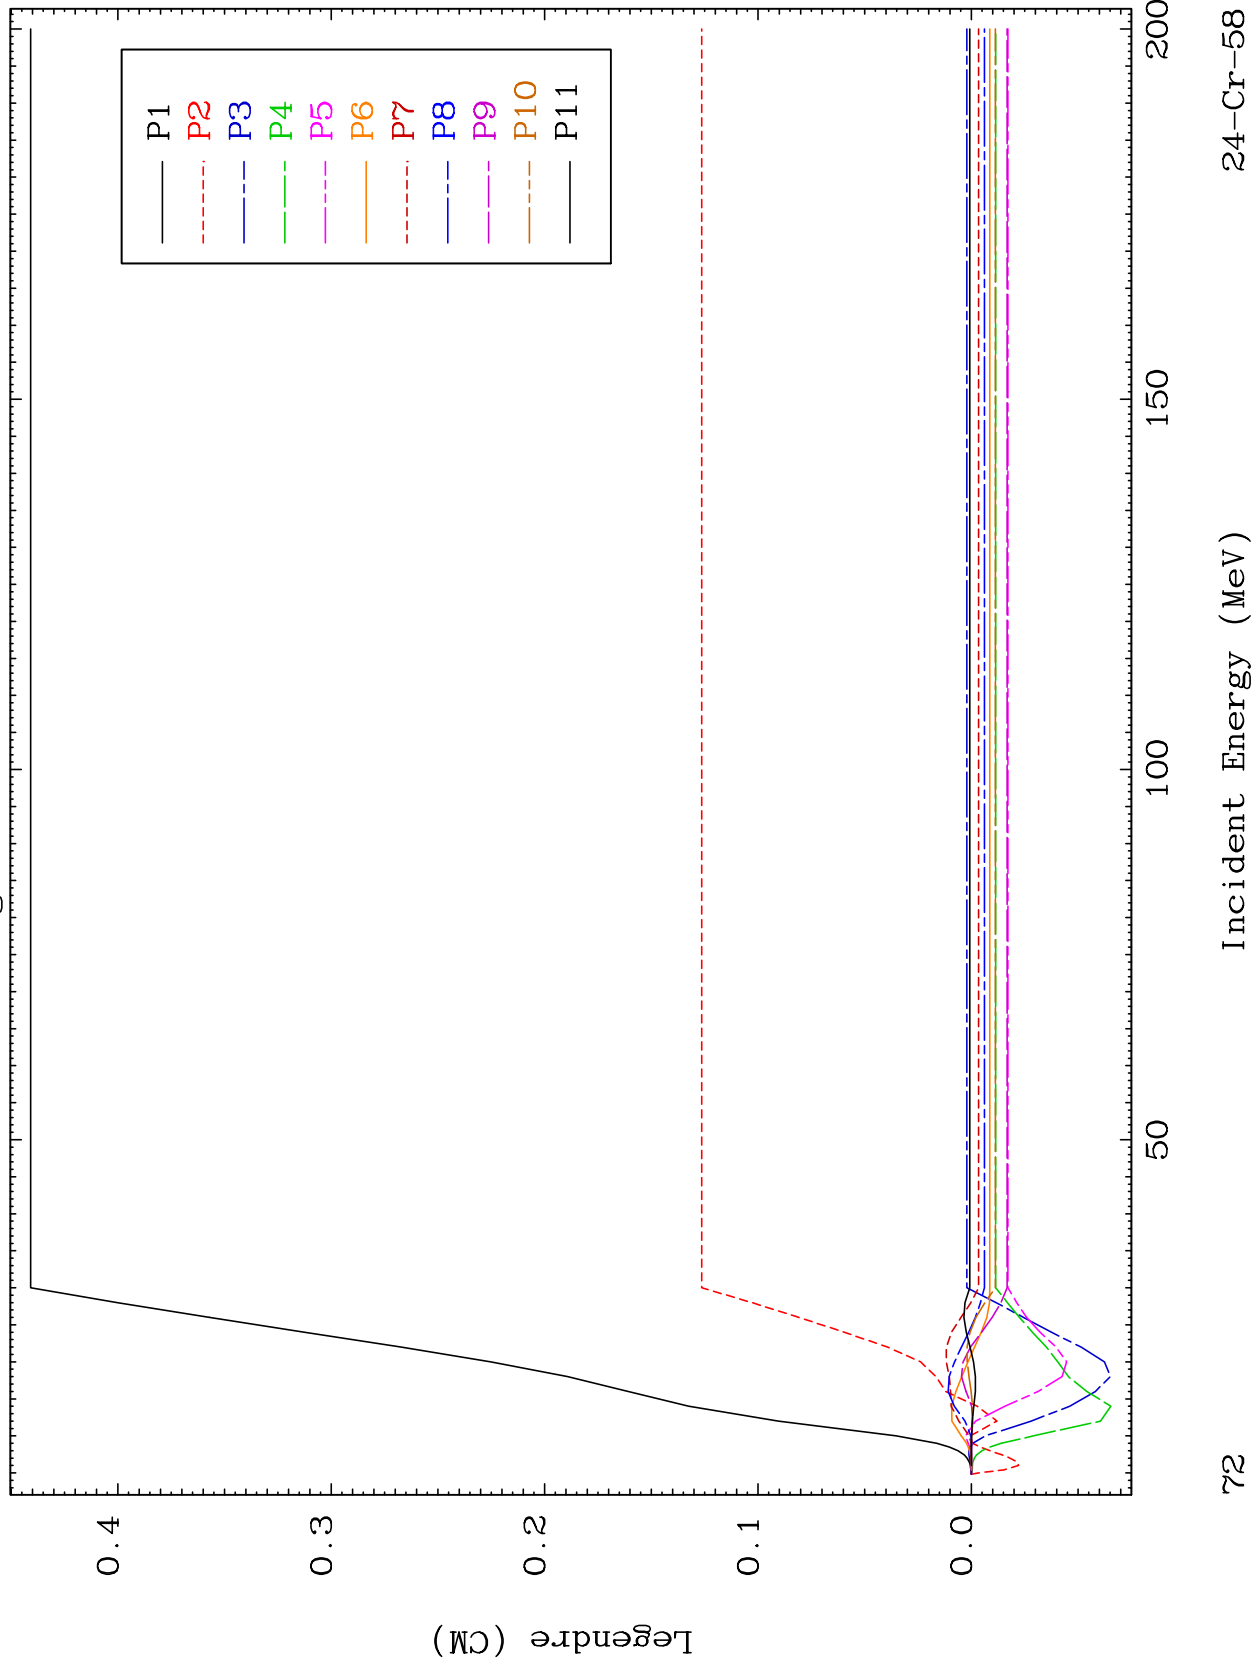 Legendre (CM)
0.4
0.3
0.2
0.1
0.0
P1
P2
P3
P4
P5
P6
P7
P8
P9
P10
P11
50
100
150
200
72
Incident Energy (MeV)
24-Cr-58